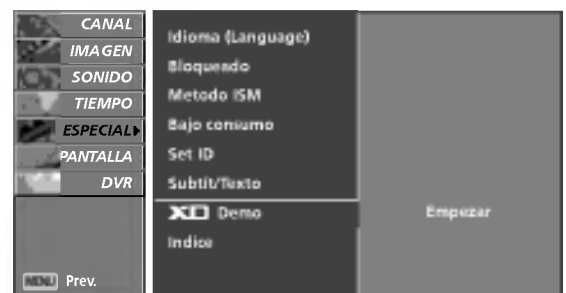 CANAL
IMAGEN
SONIDO
TIEMPO
ESPECIAL
PANTALLA
DVR
MENU Prev.
Idioma (Language)
Bloqueado
Metodo ISM
Bajo consumo
Set ID
Subtit/Texto
XD Demo
Indice
Empezar